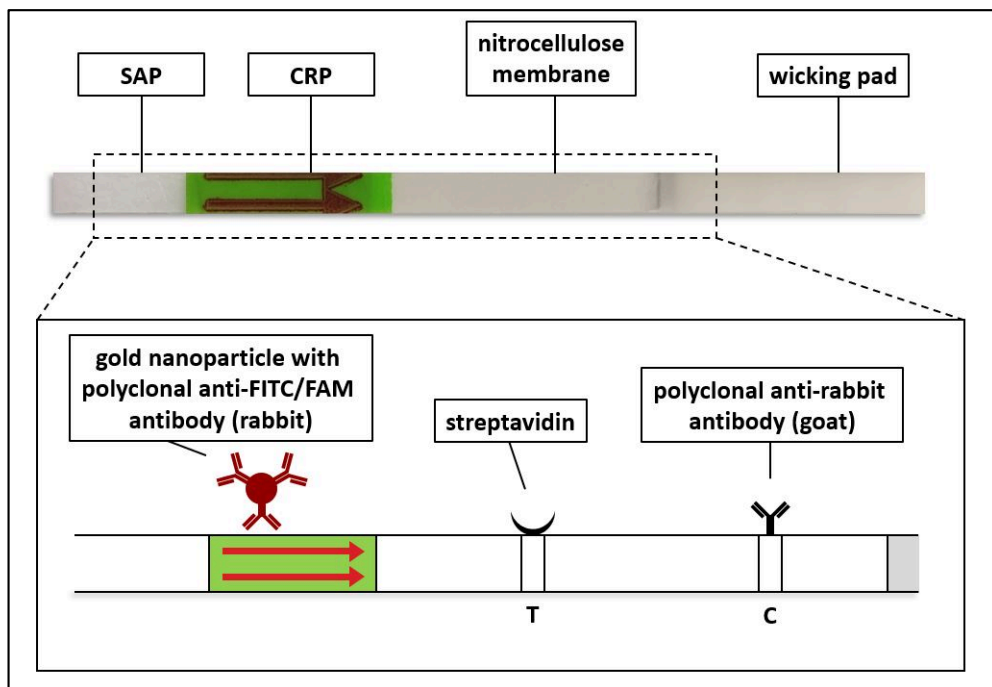 SAP
CRP
nitrocellulose
membrane
wicking pad
gold nanoparticle with
polyclonal anti-FITC/FAM
antibody (rabbit)
streptavidin
polyclonal anti-rabbit
antibody (goat)
T
C